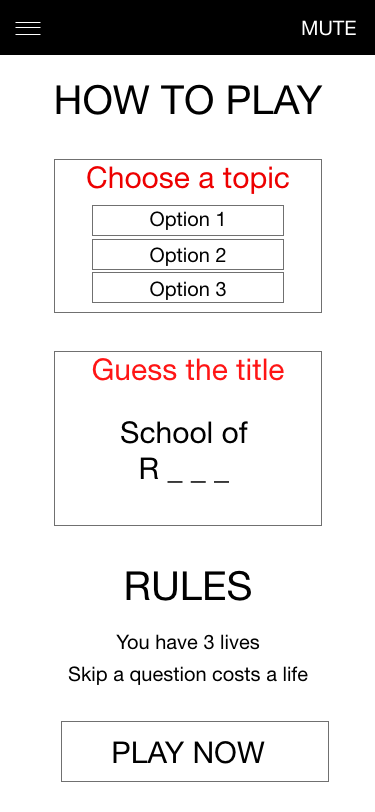 MUTE
HOW TO PLAY
Choose a topic
Option 1
Option 2
Option 3
Guess the title
School of
R _ _ _
RULES
You have 3 lives
Skip a question costs a life
PLAY NOW